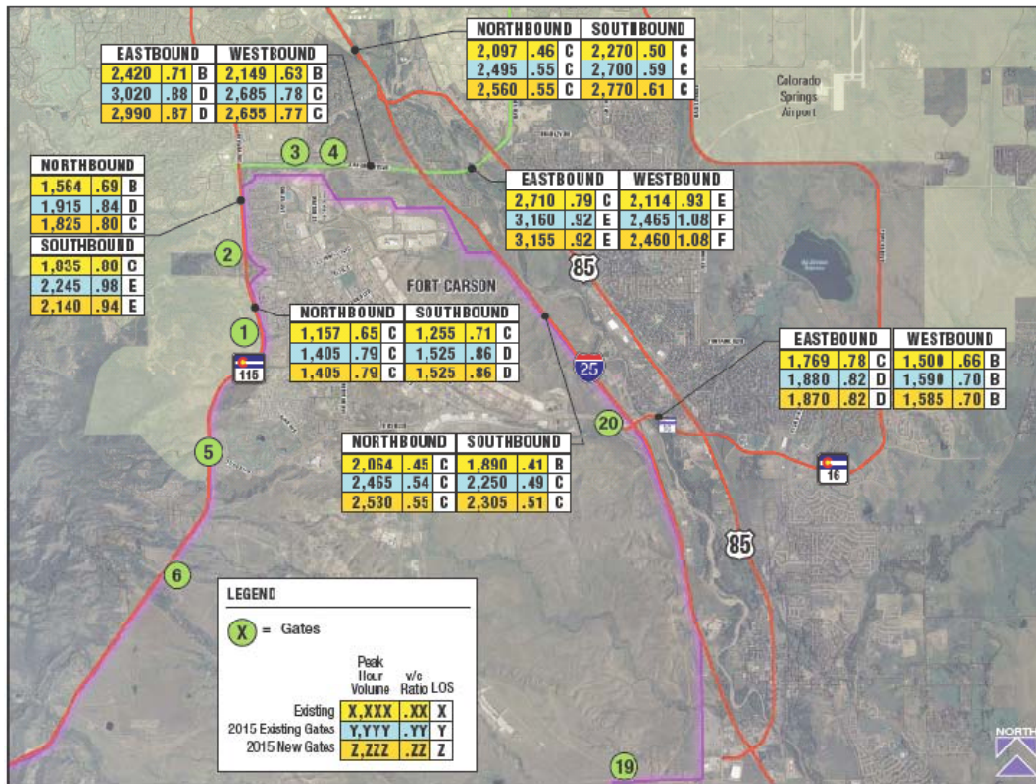 NORTHBOUND SOUTHBOUND
2,097 .46 C 2,270 .50 C
2,495 .55 C 2,700 .59 C
2,560 .55 C 2,770 .61 C
EASTBOUND WESTBOUND
2,420 .71 B 2,149 .63 B
3,020 .88 D 2,685 .78 C
2,990 .87 D 2,655 .77 C
Colorado
Springs
Airport
3 4
NORTHBOUND
1,564 .69 B
1,915 .84 D
1,825 .80 C
SOUTHBOUND
1,835 .80 C
2,245 .98 E
2,140 .94 E
EASTBOUND WESTBOUND
2,710 .79 C 2,114 .93 E
3,160 .92 E 2,465 1.08 F
3,155 .92 E 2,460 1.08 F
2
85
FORT CARSON
NORTHBOUND SOUTHBOUND
1,157 .65 C 1,255 .71 C
1,405 .79 C 1,525 .86 D
1,405 .79 C 1,525 .86 D
1
115
25
EASTBOUND WESTBOUND
1,769 .78 C 1,500 .66 B
1,880 .82 D 1,590 .70 B
1,870 .82 D 1,585 .70 B
20
NORTHBOUND SOUTHBOUND
2,064 .45 C 1,890 .41 B
2,465 .54 C 2,250 .49 C
2,530 .55 C 2,305 .51 C
5
16
85
6
LEGEND
X = Gates
Peak
Hour
Volume
v/c
Ratio
LOS
Existing X,XXX .XX X
2015 Existing Gates Y,YYY .YY Y
2015 New Gates Z,ZZZ .ZZ Z
19
NORTH